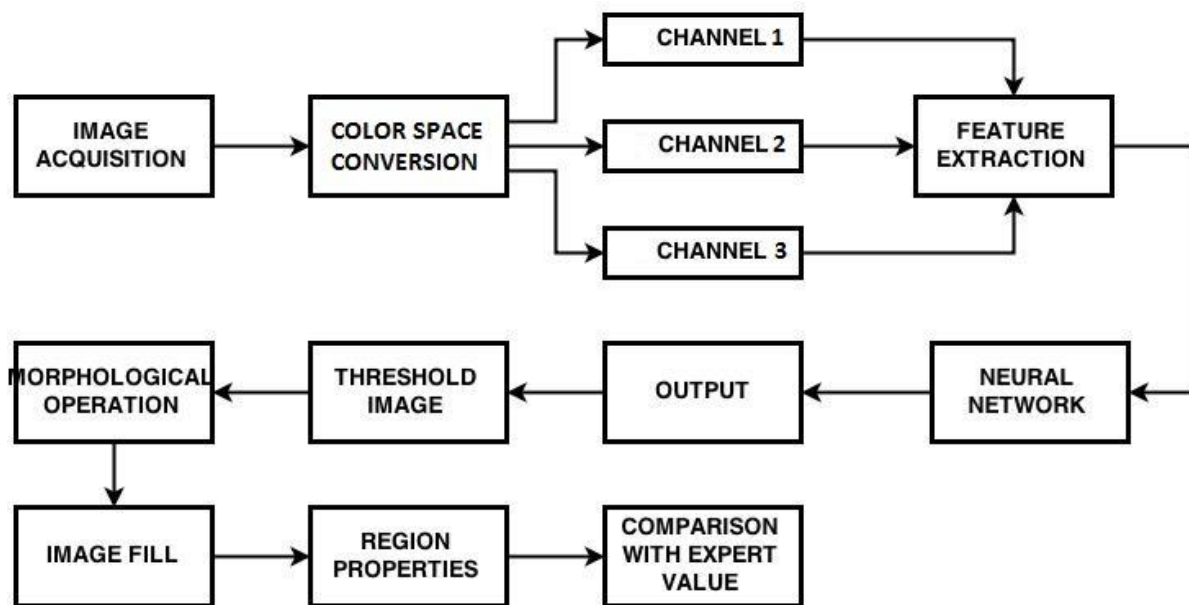 IMAGE
ACQUISITION
COLOR SPACE
CONVERSION
CHANNEL 1
CHANNEL 2
CHANNEL 3
FEATURE
EXTRACTION
MORPHOLOGICAL
OPERATION
THRESHOLD
IMAGE
OUTPUT
NEURAL
NETWORK
IMAGE FILL
REGION
PROPERTIES
COMPARISON
WITH EXPERT
VALUE